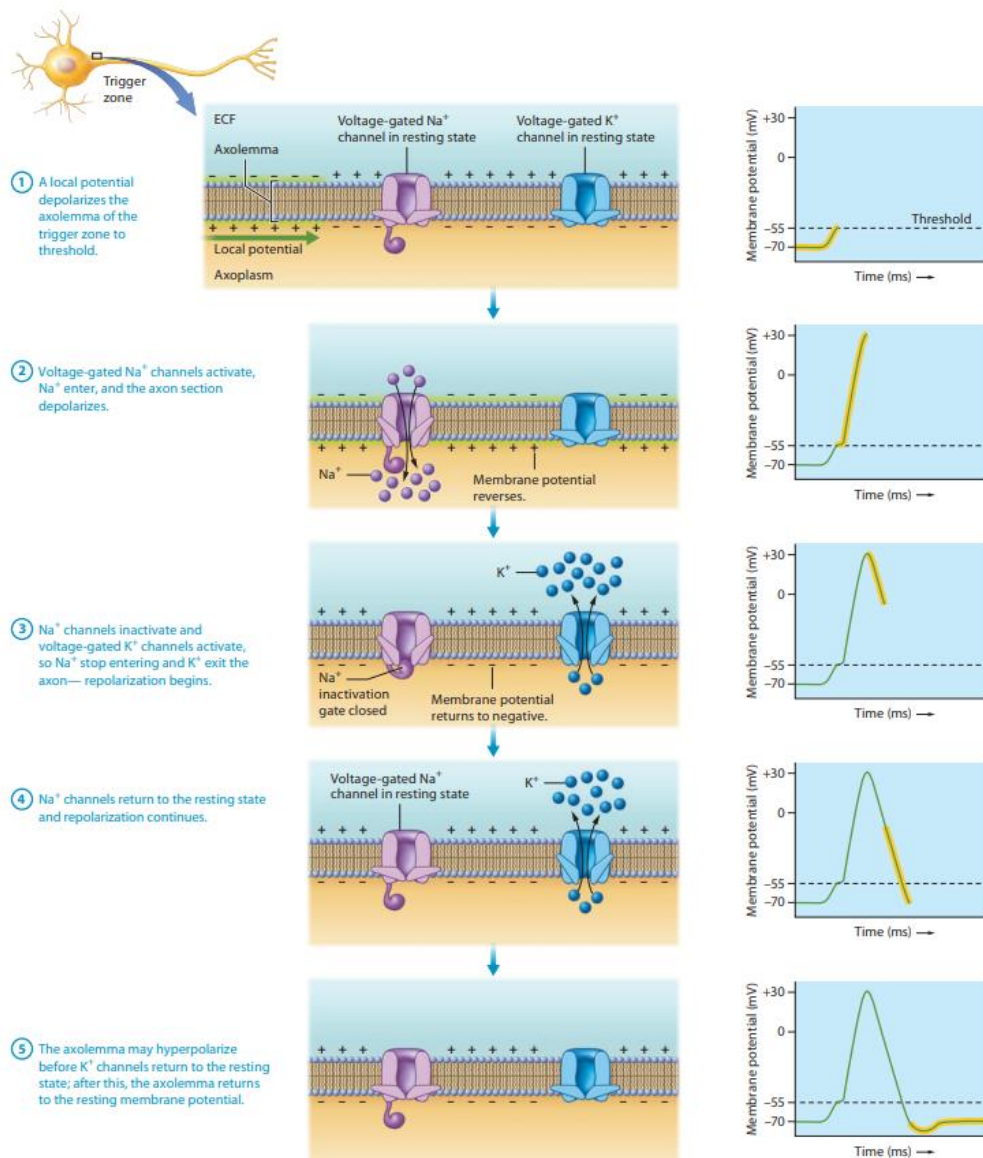 Trigger
zone
ECF
Axolemma
Voltage-gated Na⁺
channel in resting state
Voltage-gated K⁺
channel in resting state
1 A local potential
depolarizes the
axolemma of the
trigger zone to
threshold.
Local potential
Axoplasm
Membrane potential (mV)
+30
0
−55
−70
Threshold
Time (ms)
2 Voltage-gated Na⁺ channels activate,
Na⁺ enter, and the axon section
depolarizes.
Na⁺
Membrane potential
reverses.
Membrane potential (mV)
+30
0
−55
−70
Time (ms)
3 Na⁺ channels inactivate and
voltage-gated K⁺ channels activate,
so Na⁺ stop entering and K⁺ exit the
axon— repolarization begins.
K⁺
Na⁺
inactivation
gate closed
Membrane potential
returns to negative.
Membrane potential (mV)
+30
0
−55
−70
Time (ms)
4 Na⁺ channels return to the resting state
and repolarization continues.
Voltage-gated Na⁺
channel in resting state
K⁺
Membrane potential (mV)
+30
0
−55
−70
Time (ms)
5 The axolemma may hyperpolarize
before K⁺ channels return to the resting
state; after this, the axolemma returns
to the resting membrane potential.
Membrane potential (mV)
+30
0
−55
−70
Time (ms)